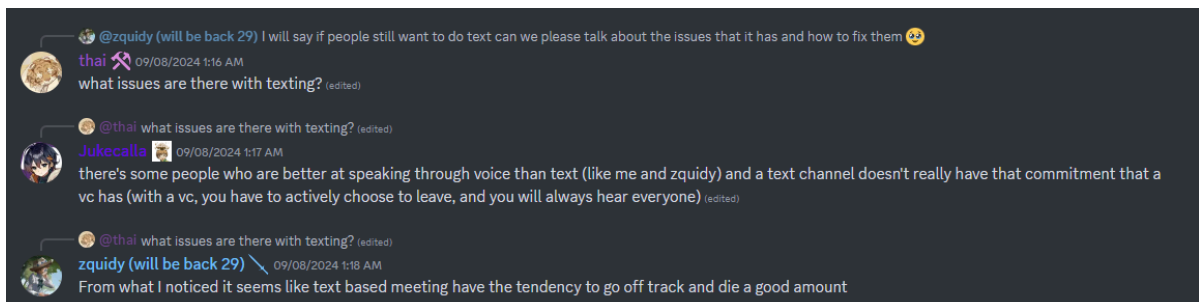 @zquidy (will be back 29) I will say if people still want to do text can we please talk about the issues that it has and how to fix them 🥹
thai 09/08/2024 1:16 AM
what issues are there with texting? (edited)
@thai what issues are there with texting? (edited)
Jukecalla 09/08/2024 1:17 AM
there's some people who are better at speaking through voice than text (like me and zquidy) and a text channel doesn't really have that commitment that a
vc has (with a vc, you have to actively choose to leave, and you will always hear everyone) (edited)
@thai what issues are there with texting? (edited)
zquidy (will be back 29) 09/08/2024 1:18 AM
From what I noticed it seems like text based meeting have the tendency to go off track and die a good amount